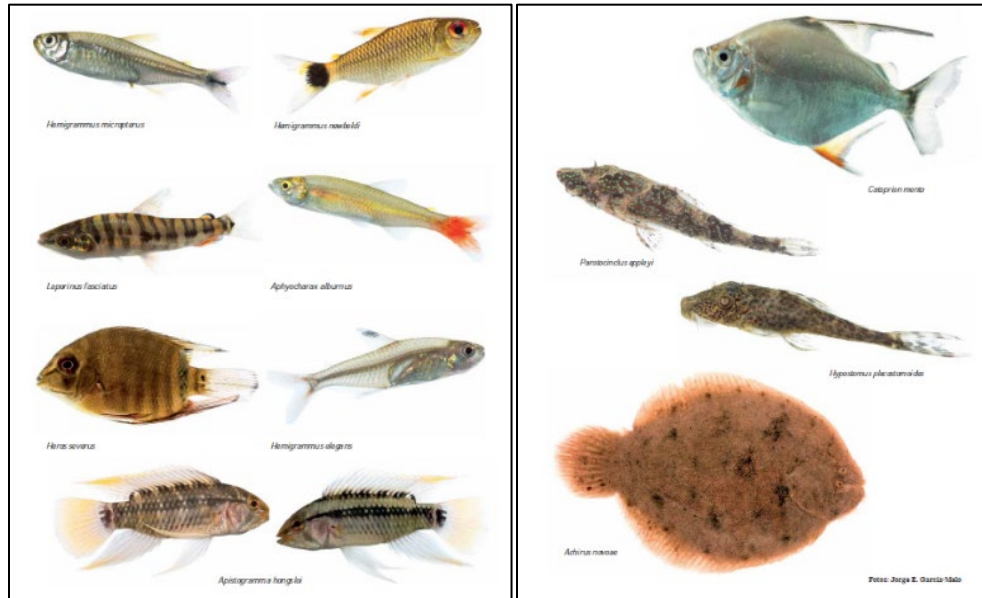 Hemigrammus micropterus
Hemigrammus newboldi
Leporinus fasciatus
Aphyocharax alburnus
Heros severus
Hemigrammus elegans
Apistogramma hongsloi
Catoprion mento
Parotocinclus eppleyi
Hypostomus plecostomoides
Achirus novoae
Fotos: Jorge E. García-Melo